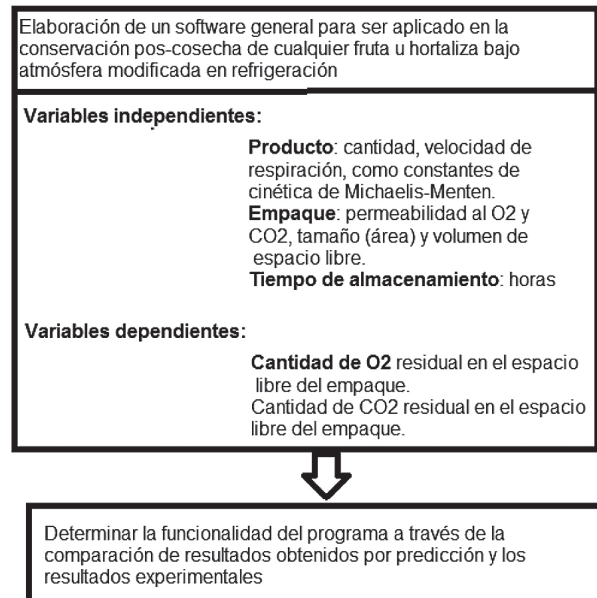 Elaboración de un software general para ser aplicado en la
conservación pos-cosecha de cualquier fruta u hortaliza bajo
atmósfera modificada en refrigeración
Variables independientes:
Producto: cantidad, velocidad de
respiración, como constantes de
cinética de Michaelis-Menten.
Empaque: permeabilidad al O2 y
CO2, tamaño (área) y volumen de
espacio libre.
Tiempo de almacenamiento: horas
Variables dependientes:
Cantidad de O2 residual en el espacio
libre del empaque.
Cantidad de CO2 residual en el espacio
libre del empaque.
Determinar la funcionalidad del programa a través de la
comparación de resultados obtenidos por predicción y los
resultados experimentales